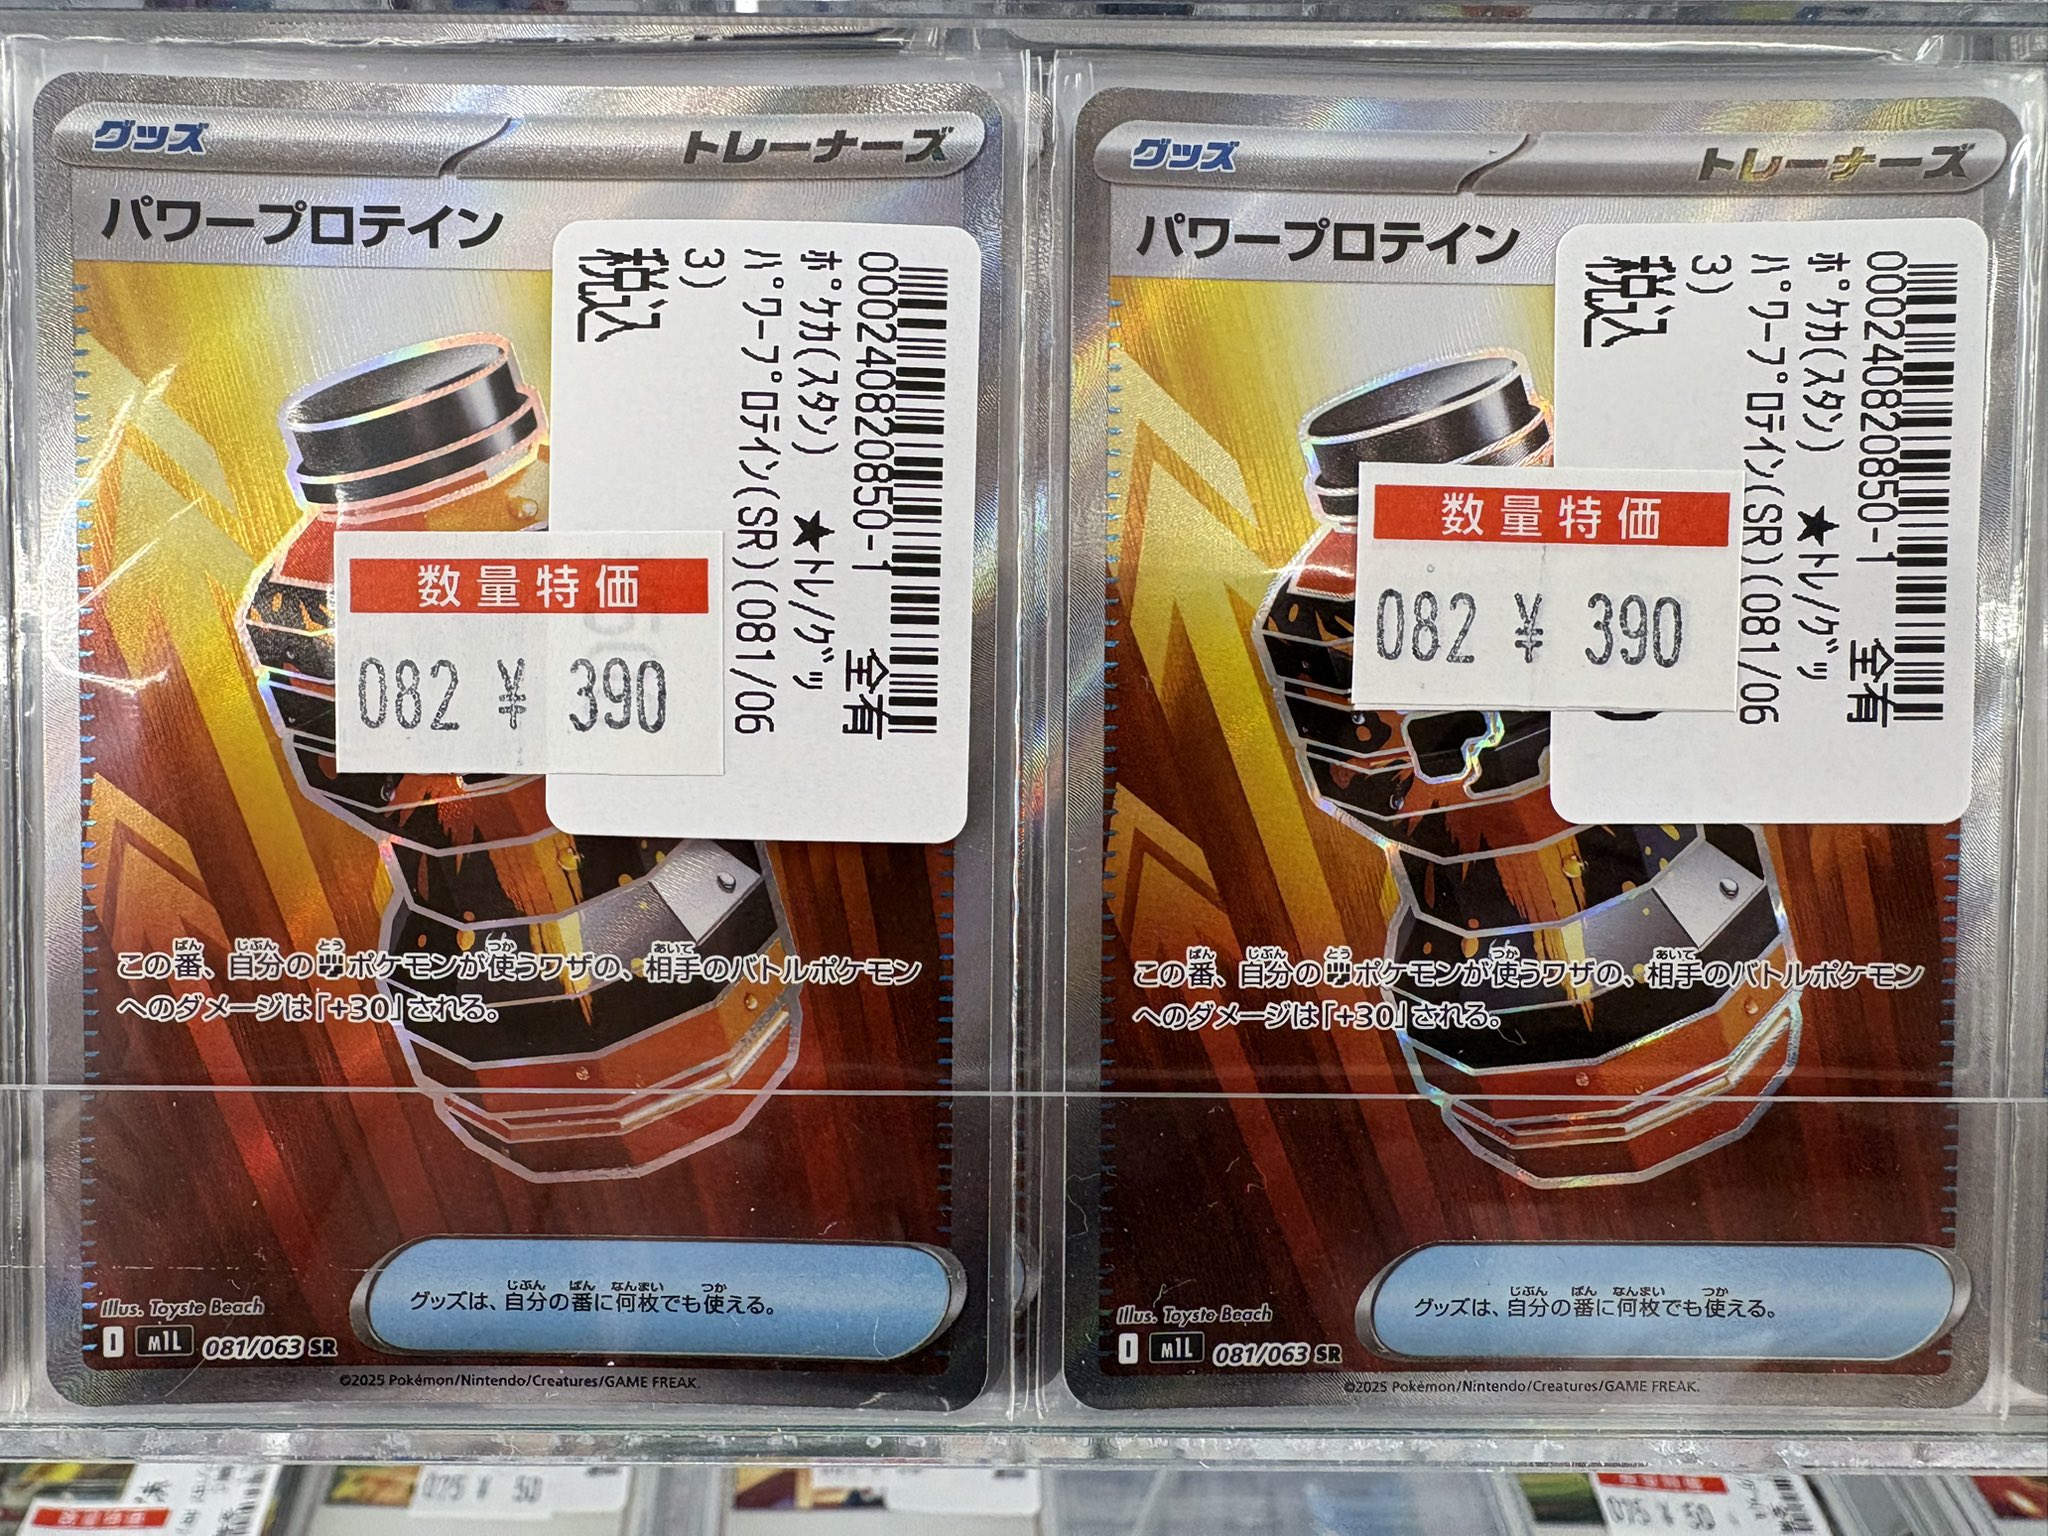 グッズ
トレーナーズ
パワープロテイン
000240820850-1
全有
ポケカ(スタン) ★トレ/グッズ
パワープロテイン(SR)(081/06
3)
税込
数量特価
082 ¥ 390
この番、自分の闘ポケモンが使うワザの、相手のバトルポケモン
へのダメージは「+30」される。
グッズは、自分の番に何枚でも使える。
Illus. Toyste Beach
I m1L 081/063 SR
©2025 Pokémon/Nintendo/Creatures/GAME FREAK.
グッズ
トレーナーズ
パワープロテイン
000240820850-1
全有
ポケカ(スタン) ★トレ/グッ
パワープロテイン(SR)(081/06
3)
税込
数量特価
082 ¥ 390
この番、自分の闘ポケモンが使うワザの、相手のバトルポケモン
へのダメージは「+30」される。
グッズは、自分の番に何枚でも使える。
Illus. Toyste Beach
I m1L 081/063 SR
©2025 Pokémon/Nintendo/Creatures/GAME FREAK.
075 ¥ 50
075 ¥ 50